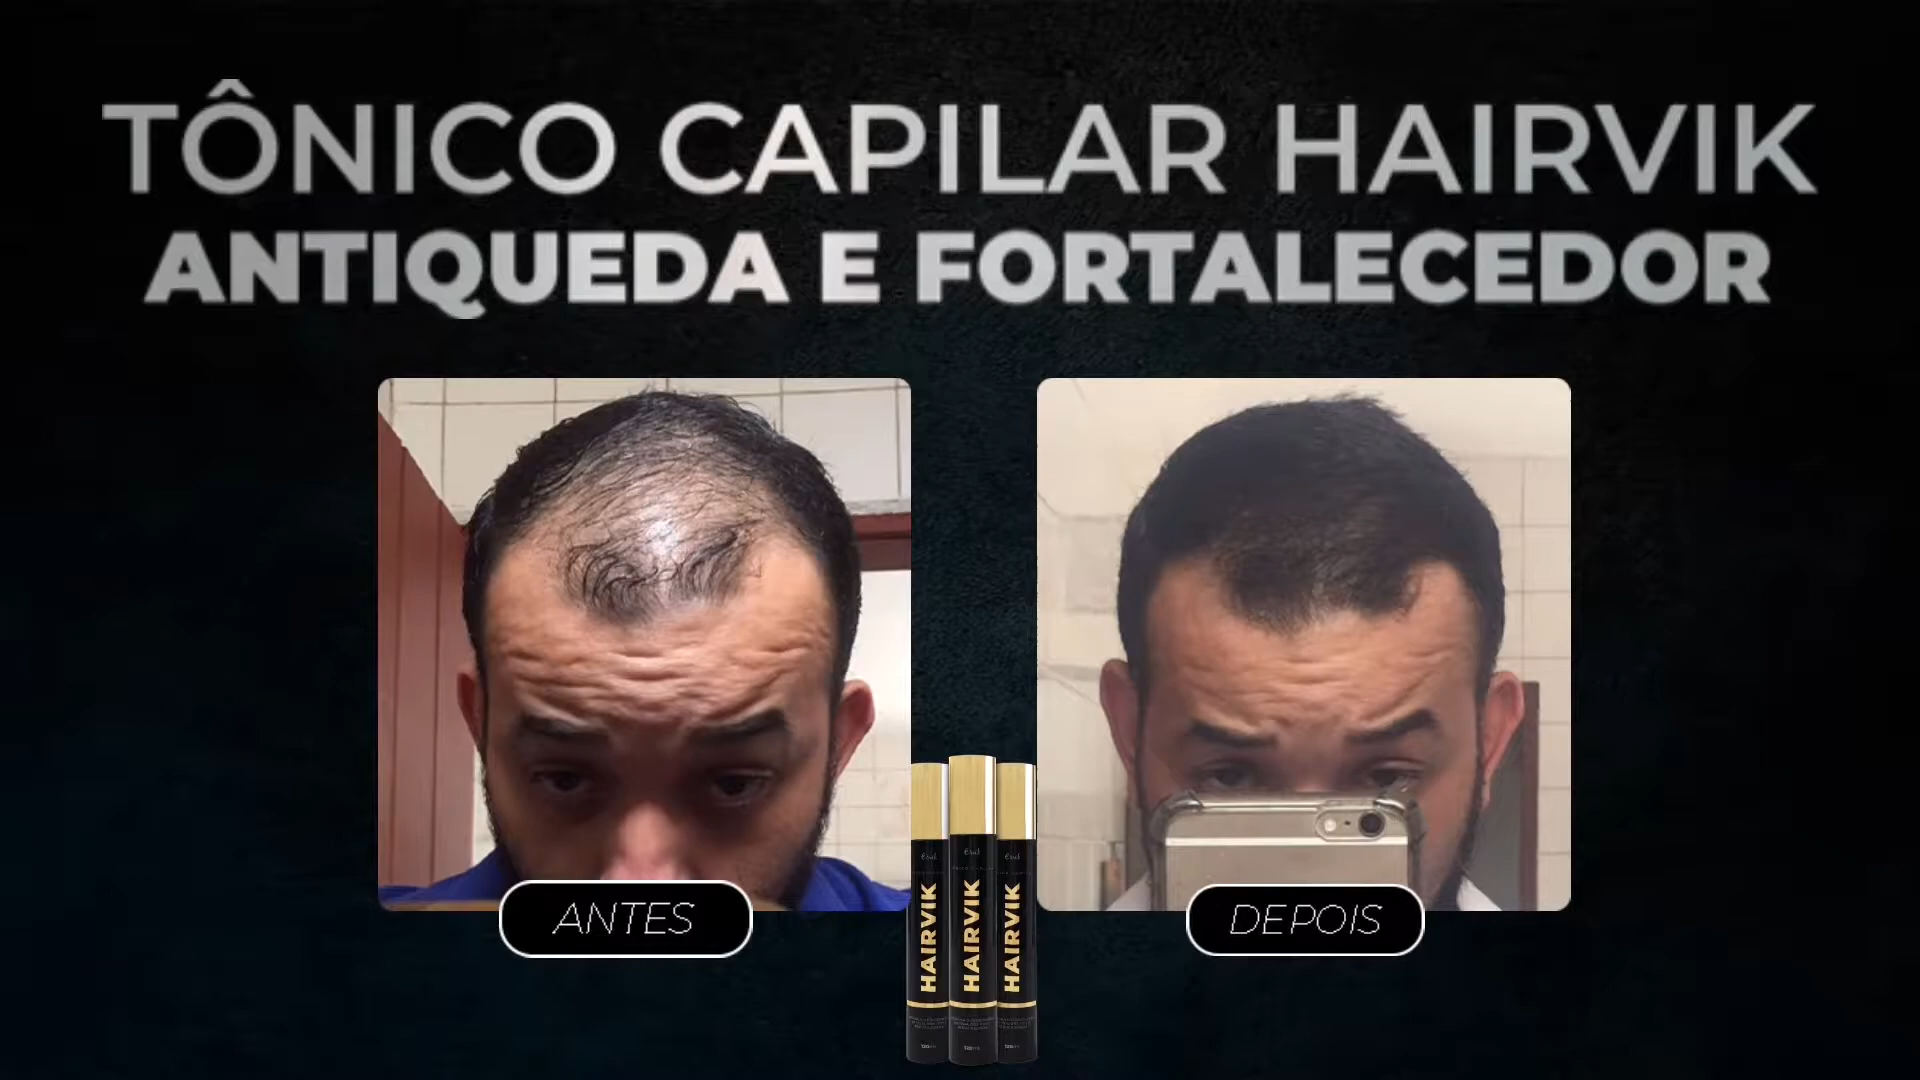 TÔNICO CAPILAR HAIRVIK
ANTIQUEDA E FORTALECEDOR
HAIRVIK
HAIRVIK
HAIRVIK
ANTES
DEPOIS